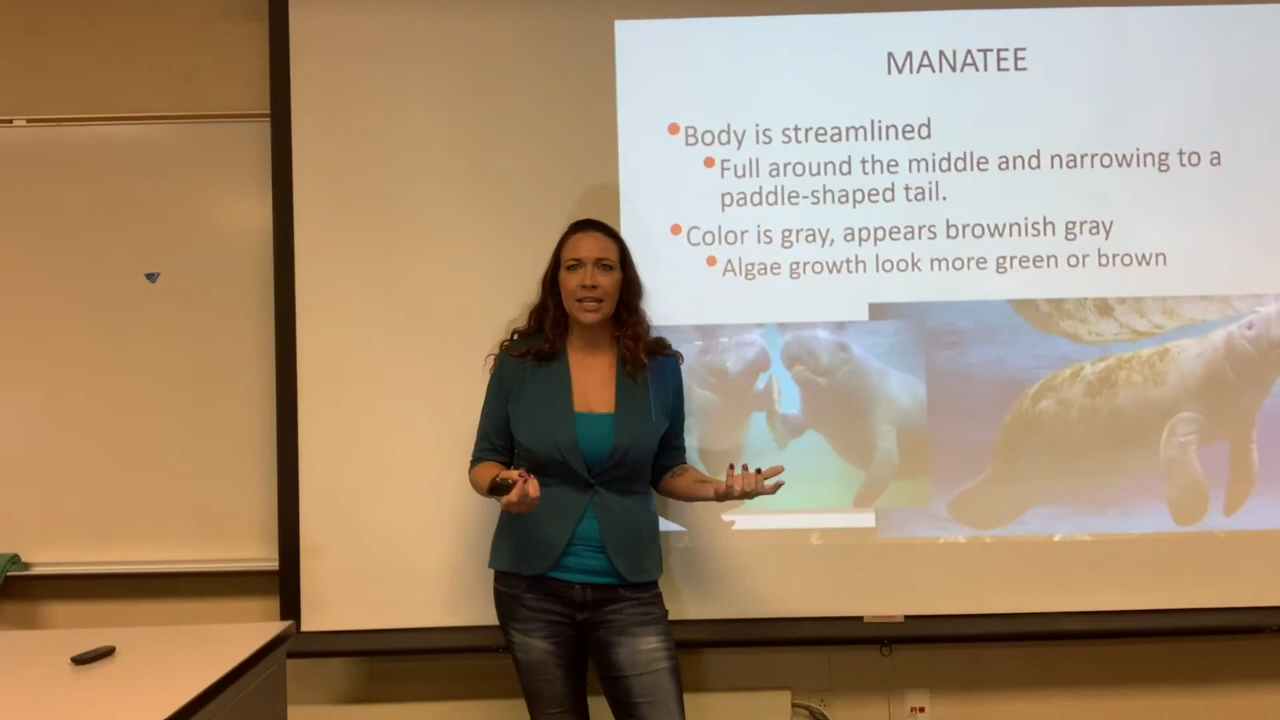 MANATEE
Body is streamlined
Full around the middle and narrowing to a
paddle-shaped tail.
Color is gray, appears brownish gray
Algae growth look more green or brown